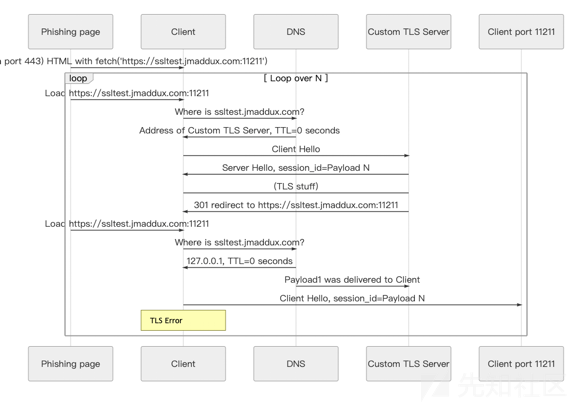 Phishing page
Client
DNS
Custom TLS Server
Client port 11211
port 443) HTML with fetch('https://ssltest.jmaddux.com:11211')
loop
[ Loop over N ]
Load https://ssltest.jmaddux.com:11211
Where is ssltest.jmaddux.com?
Address of Custom TLS Server, TTL=0 seconds
Client Hello
Server Hello, session_id=Payload N
(TLS stuff)
301 redirect to https://ssltest.jmaddux.com:11211
Load https://ssltest.jmaddux.com:11211
Where is ssltest.jmaddux.com?
127.0.0.1, TTL=0 seconds
Payload1 was delivered to Client
Client Hello, session_id=Payload N
TLS Error
Phishing page
Client
DNS
Custom TLS Server
Client port 11211
先知社区